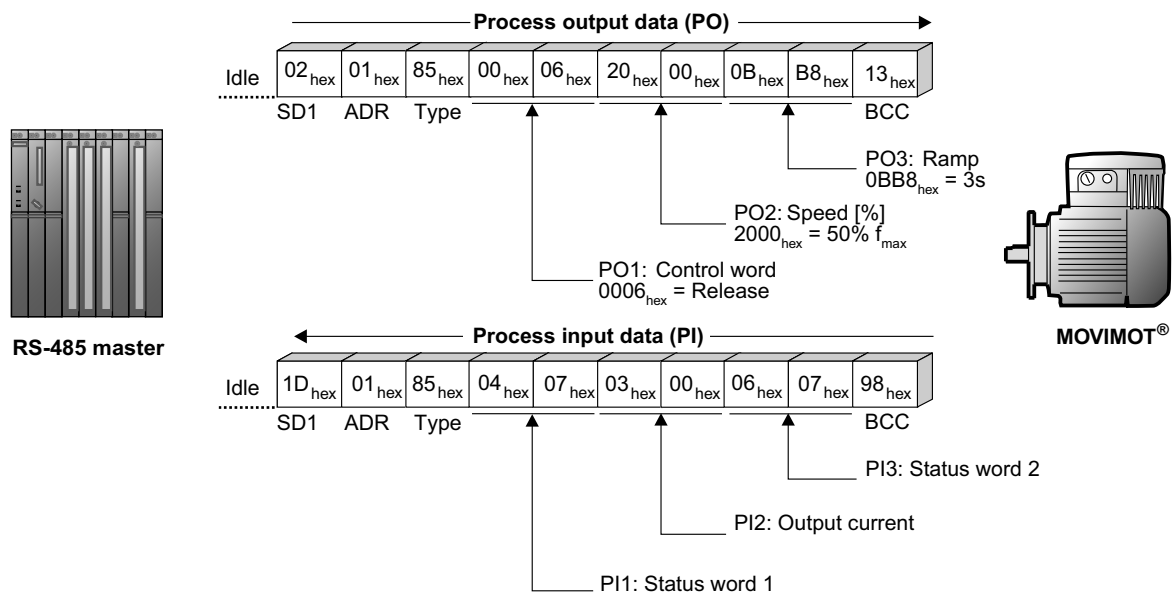 Process output data (PO)
Idle 02hex 01hex 85hex 00hex 06hex 20hex 00hex 0Bhex B8hex 13hex
SD1 ADR Type BCC
PO3: Ramp
0BB8hex = 3s
PO2: Speed [%]
2000hex = 50% fmax
PO1: Control word
0006hex = Release
RS-485 master
MOVIMOT®
Process input data (PI)
Idle 1Dhex 01hex 85hex 04hex 07hex 03hex 00hex 06hex 07hex 98hex
SD1 ADR Type BCC
PI3: Status word 2
PI2: Output current
PI1: Status word 1